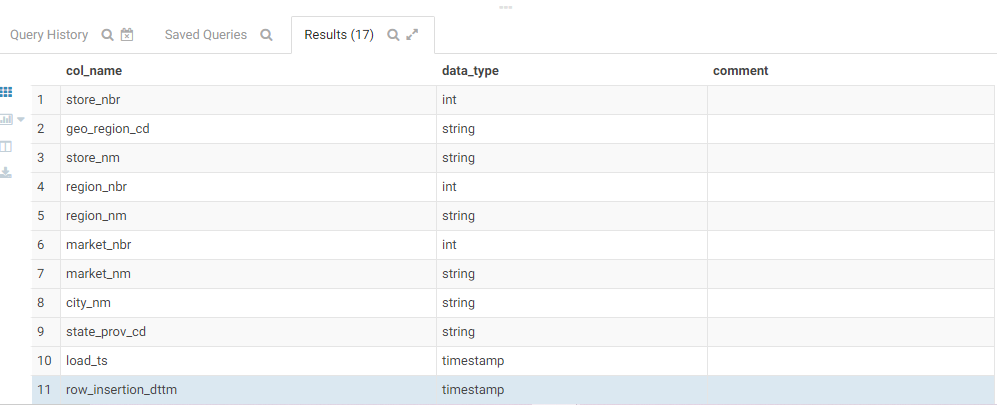 Query History Saved Queries Results (17)
col_name data_type comment
1 store_nbr int
2 geo_region_cd string
3 store_nm string
4 region_nbr int
5 region_nm string
6 market_nbr int
7 market_nm string
8 city_nm string
9 state_prov_cd string
10 load_ts timestamp
11 row_insertion_dttm timestamp